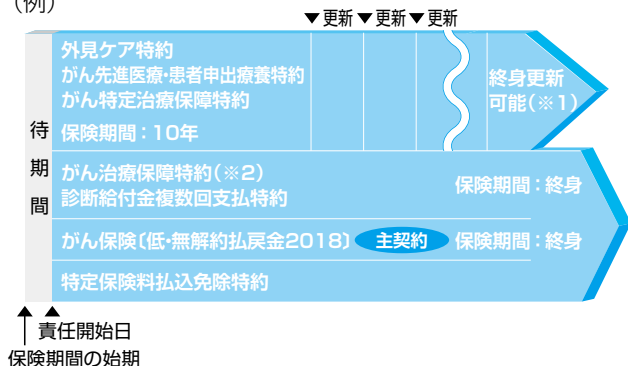 (例)
▼更新 ▼更新 ▼更新
外見ケア特約
がん先進医療・患者申出療養特約
がん特定治療保障特約
保険期間：10年
終身更新
可能(※1)
待期間
がん治療保障特約(※2)
診断給付金複数回支払特約
保険期間：終身
がん保険〔低・無解約払戻金2018〕 主契約 保険期間：終身
特定保険料払込免除特約
責任開始日
保険期間の始期